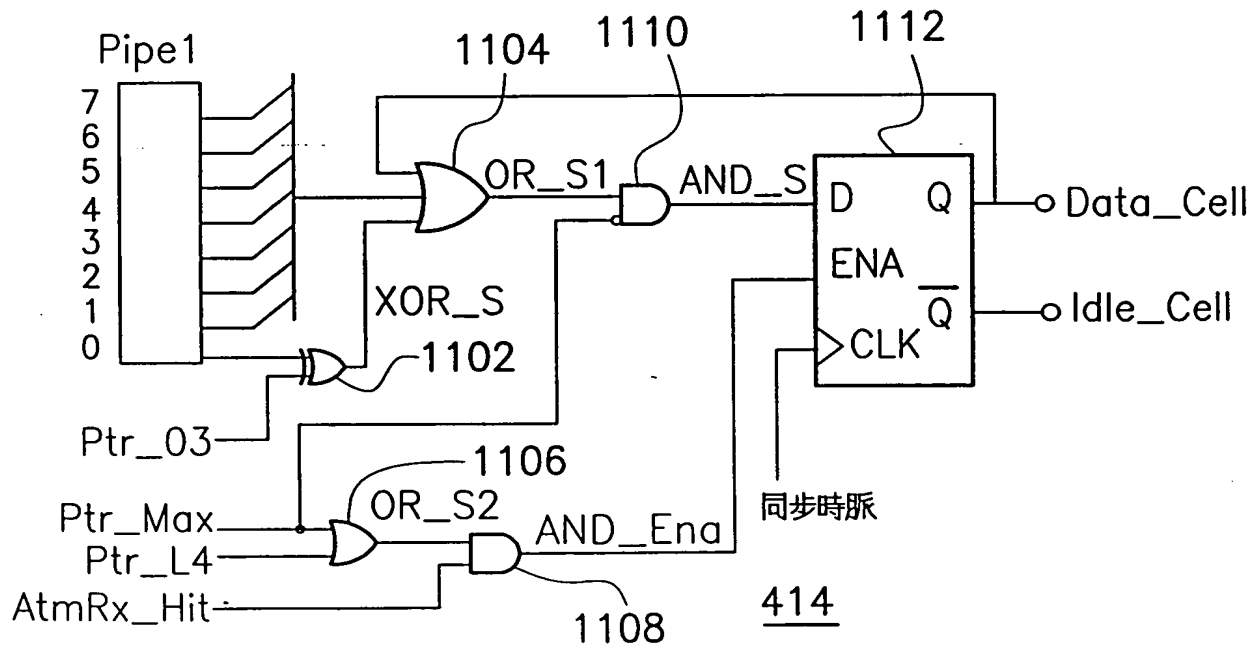 1110
1112
Pipe1
1104
7
6
5
4
3
2
1
0
OR_S1
AND_S
D
Q
Data_Cell
ENA
XOR_S
Q
Idle_Cell
CLK
1102
Ptr_03
1106
同步時脈
Ptr_Max
OR_S2
AND_Ena
Ptr_L4
AtmRx_Hit
1108
414